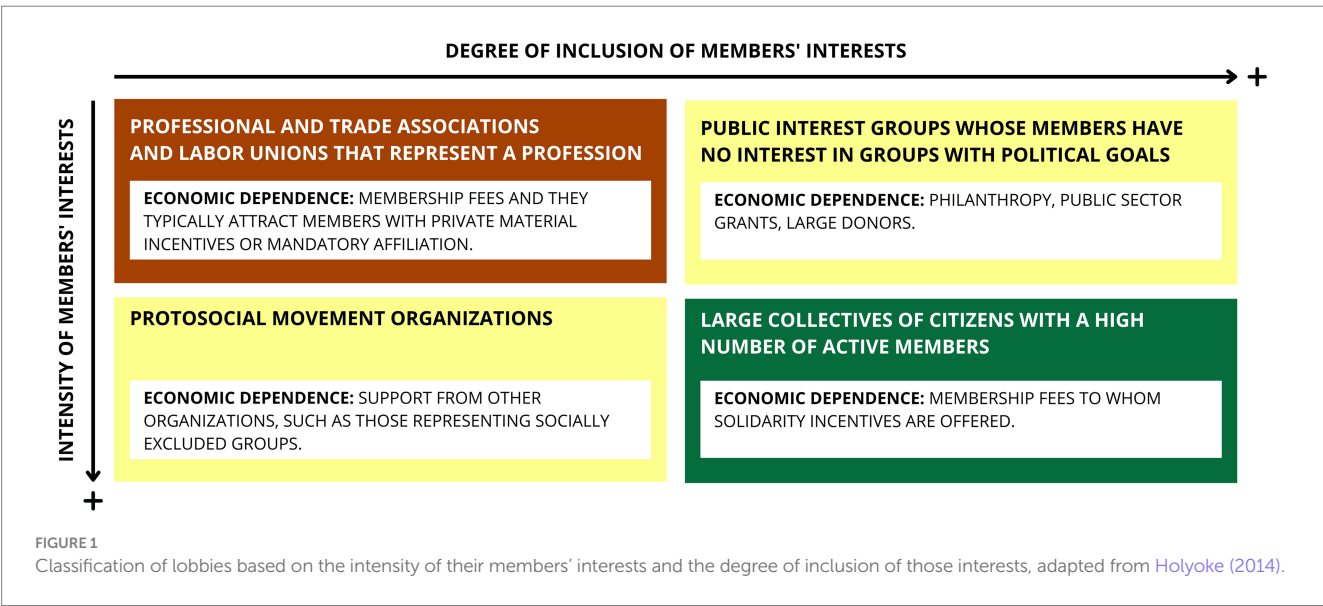 DEGREE OF INCLUSION OF MEMBERS' INTERESTS
+
INTENSITY OF MEMBERS' INTERESTS
PROFESSIONAL AND TRADE ASSOCIATIONS
AND LABOR UNIONS THAT REPRESENT A PROFESSION
ECONOMIC DEPENDENCE: MEMBERSHIP FEES AND THEY
TYPICALLY ATTRACT MEMBERS WITH PRIVATE MATERIAL
INCENTIVES OR MANDATORY AFFILIATION.
PUBLIC INTEREST GROUPS WHOSE MEMBERS HAVE
NO INTEREST IN GROUPS WITH POLITICAL GOALS
ECONOMIC DEPENDENCE: PHILANTHROPY, PUBLIC SECTOR
GRANTS, LARGE DONORS.
PROTOSOCIAL MOVEMENT ORGANIZATIONS
ECONOMIC DEPENDENCE: SUPPORT FROM OTHER
ORGANIZATIONS, SUCH AS THOSE REPRESENTING SOCIALLY
EXCLUDED GROUPS.
LARGE COLLECTIVES OF CITIZENS WITH A HIGH
NUMBER OF ACTIVE MEMBERS
ECONOMIC DEPENDENCE: MEMBERSHIP FEES TO WHOM
SOLIDARITY INCENTIVES ARE OFFERED.
+
FIGURE 1
Classification of lobbies based on the intensity of their members' interests and the degree of inclusion of those interests, adapted from Holyoke (2014).